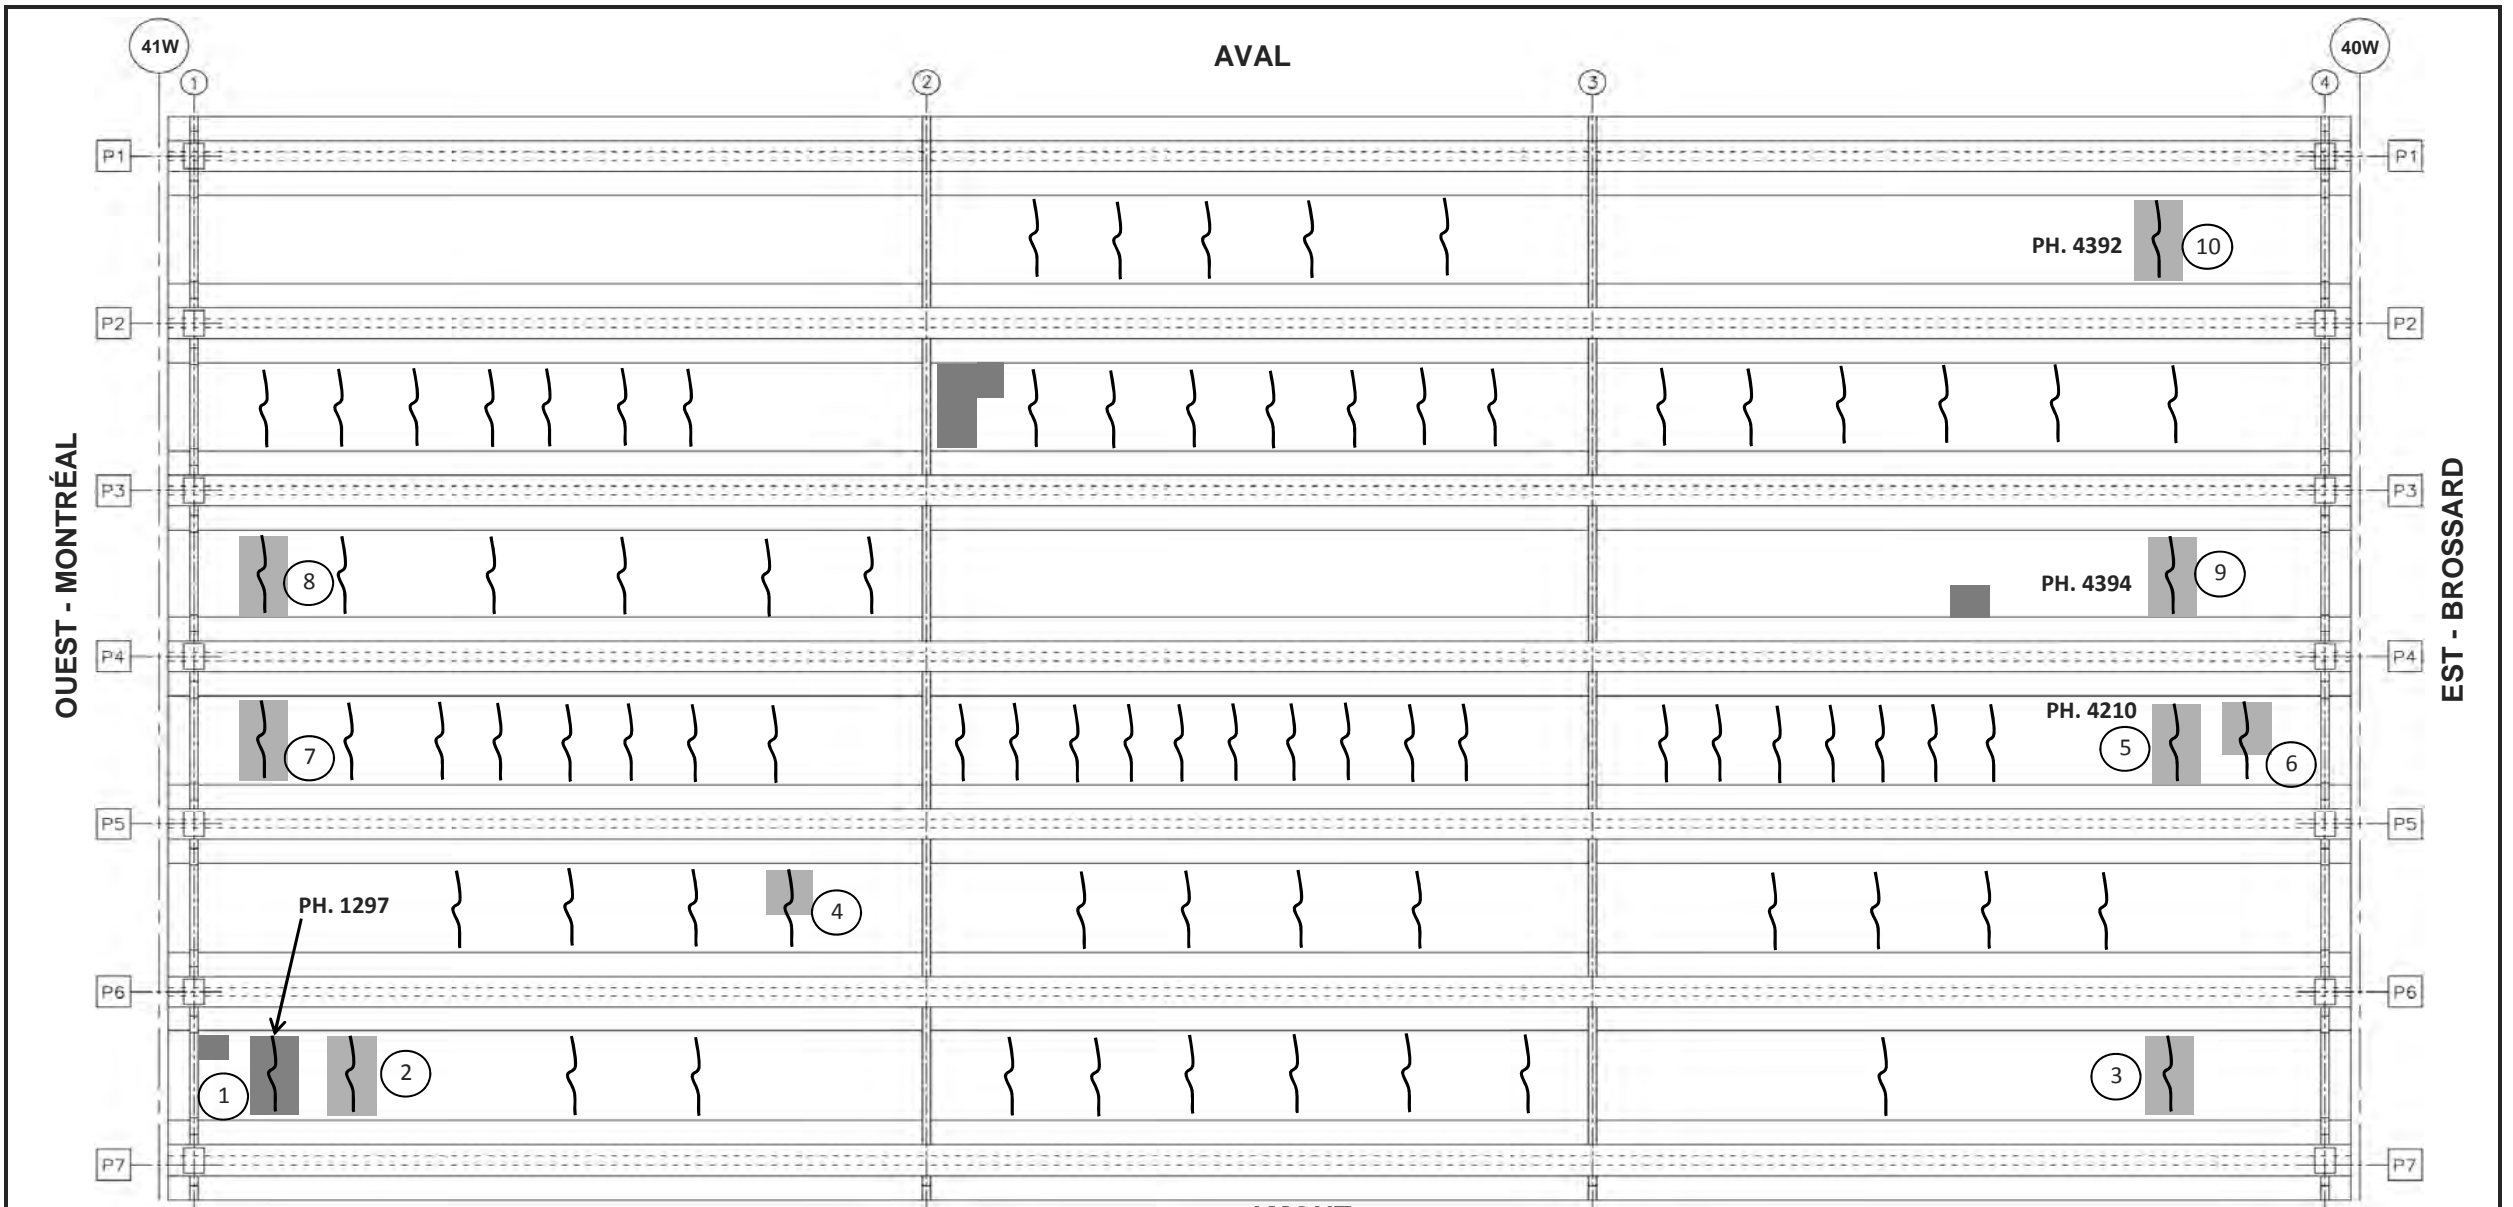 41W
AVAL
40W
1
2
3
4
P1
P1
PH. 4392
10
P2
P2
OUEST - MONTRÉAL
EST - BROSSARD
P3
P3
8
PH. 4394
9
P4
P4
7
PH. 4210
5
6
P5
P5
PH. 1297
4
P6
P6
1
2
3
P7
P7